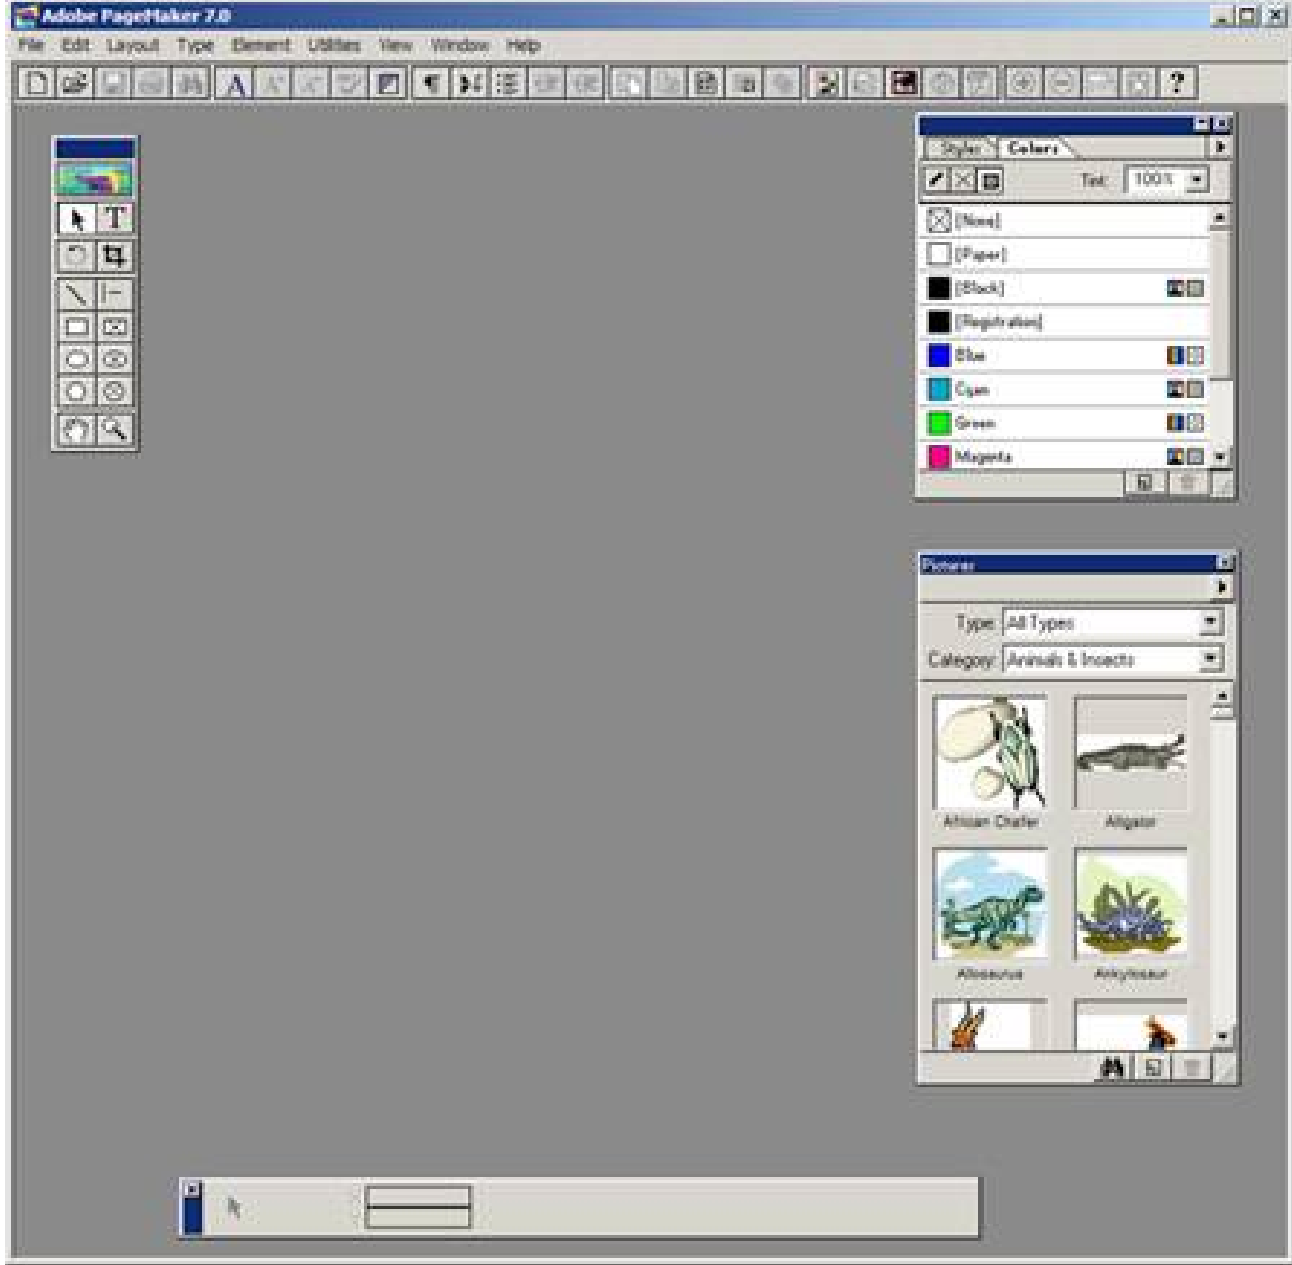 Adobe PageMaker 7.0
File Edit Layout Type Element Utilities View Window Help
A
T
Styles Colors
Tint: 100%
[None]
[Paper]
[Black]
[Registration]
Blue
Cyan
Green
Magenta
Pictures
Type: All Types
Category: Animals & Insects
African Chafer Alligator
Allosaurus Ankylosaur